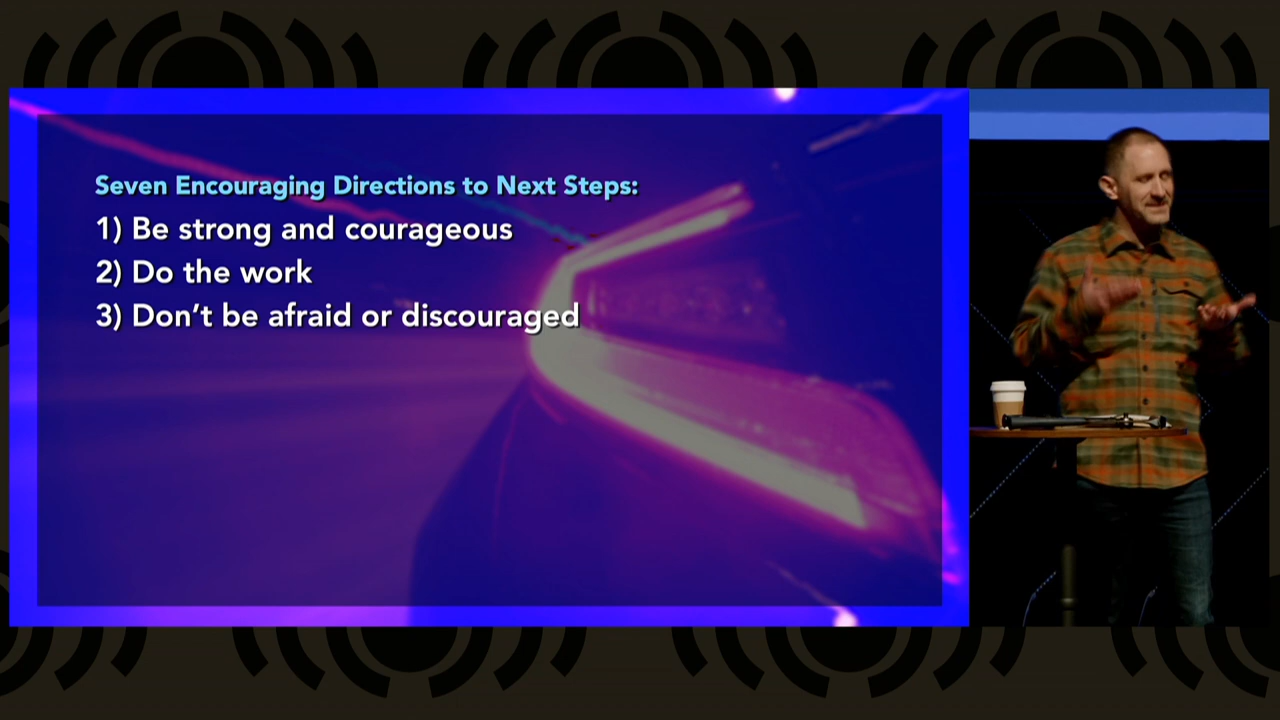 Seven Encouraging Directions to Next Steps:
1) Be strong and courageous
2) Do the work
3) Don’t be afraid or discouraged